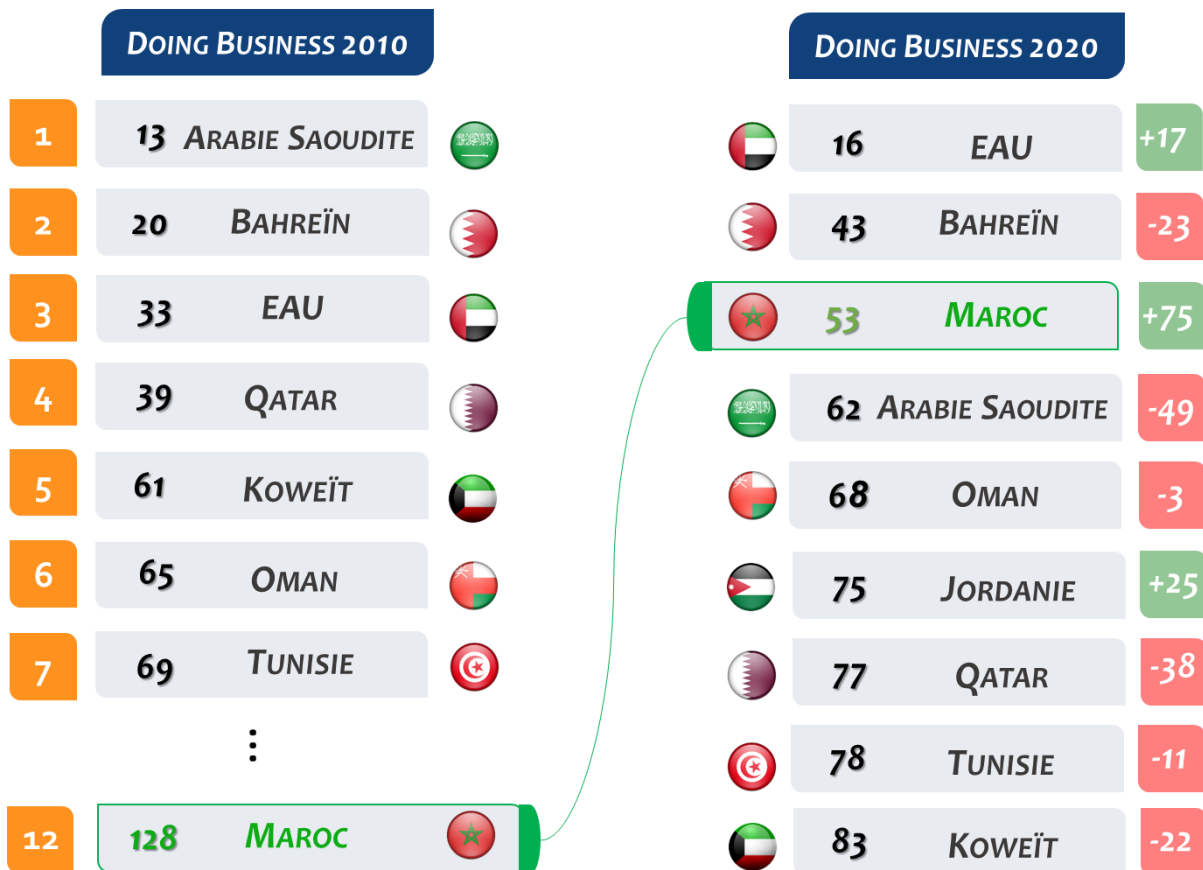 Doing Business 2010
1 13 Arabie Saoudite
2 20 Bahreïn
3 33 EAU
4 39 Qatar
5 61 Koweït
6 65 Oman
7 69 Tunisie
⋮
12 128 Maroc
Doing Business 2020
16 EAU +17
43 Bahreïn -23
53 Maroc +75
62 Arabie Saoudite -49
68 Oman -3
75 Jordanie +25
77 Qatar -38
78 Tunisie -11
83 Koweït -22